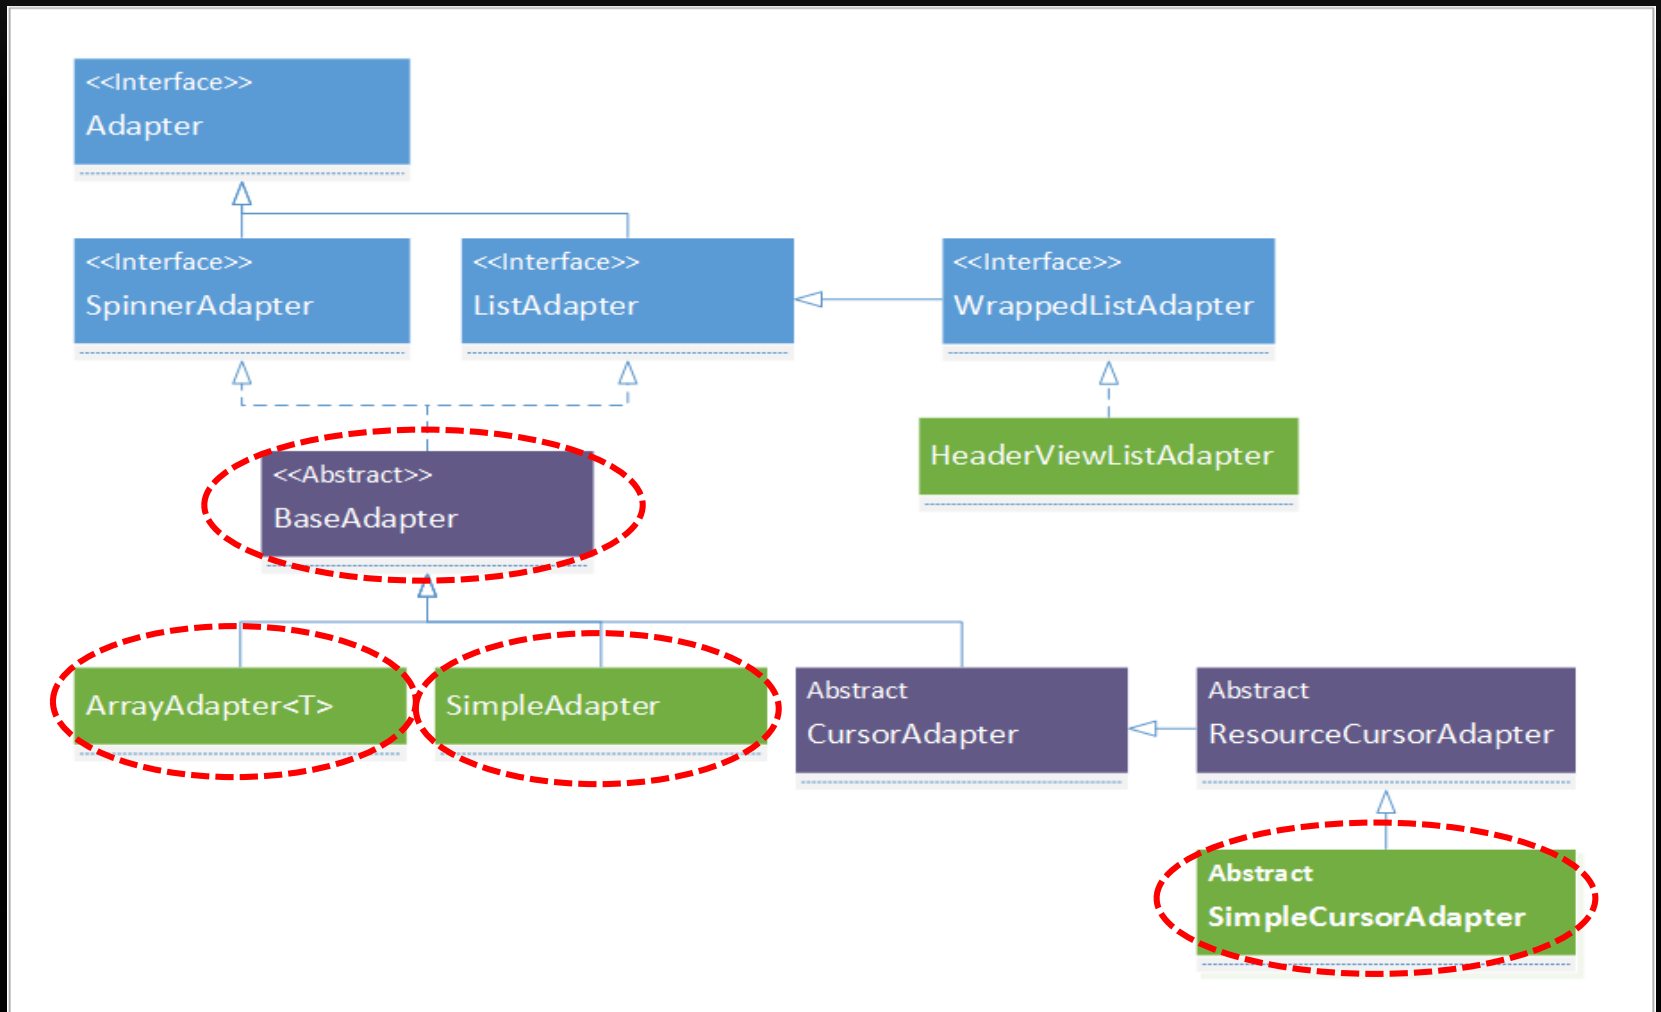 <<Interface>>
Adapter
<<Interface>>
SpinnerAdapter
<<Interface>>
ListAdapter
<<Interface>>
WrappedListAdapter
HeaderViewListAdapter
<<Abstract>>
BaseAdapter
ArrayAdapter<T>
SimpleAdapter
Abstract
CursorAdapter
Abstract
ResourceCursorAdapter
Abstract
SimpleCursorAdapter